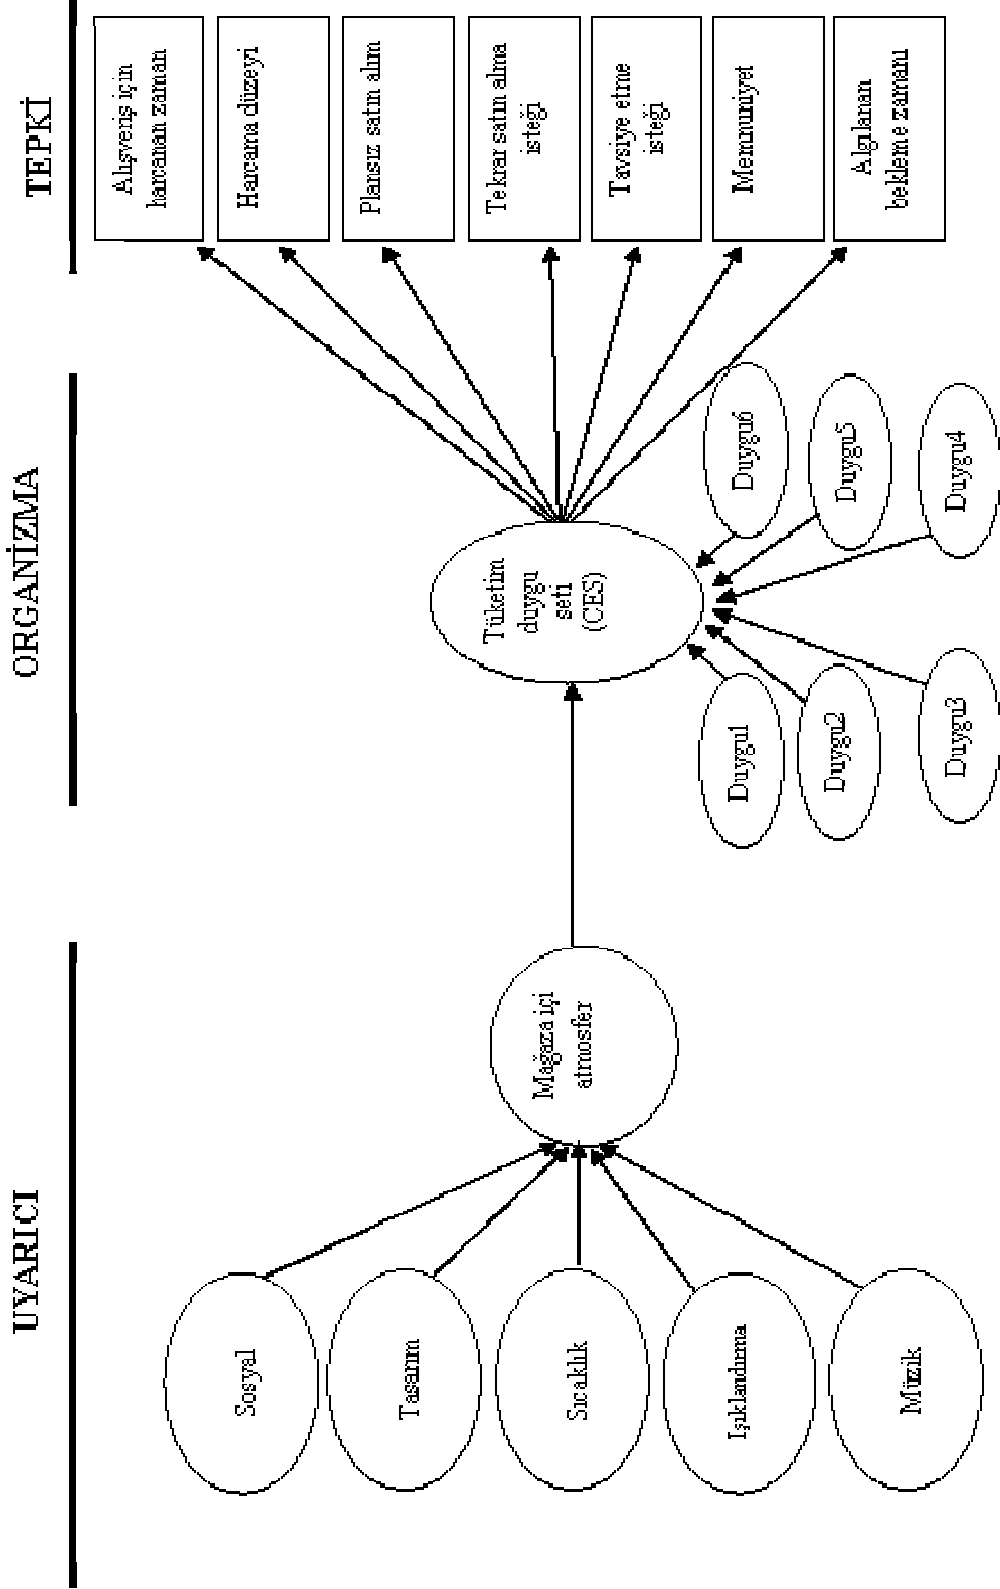 UYARICI
ORGANİZMA
TEPKİ
Sosyal
Tasarım
Sıcaklık
Işıklandırma
Müzik
Mağaza içi
atmosfer
Tüketim
duygu
seti
(CES)
Duygu1
Duygu2
Duygu3
Duygu4
Duygu5
Duygu6
Alışveriş için
harcanan zaman
Harcama düzeyi
Plansız satın alım
Tekrar satın alma
isteği
Tavsiye etme
isteği
Memnuniyet
Algılanan
bekleme zamanı